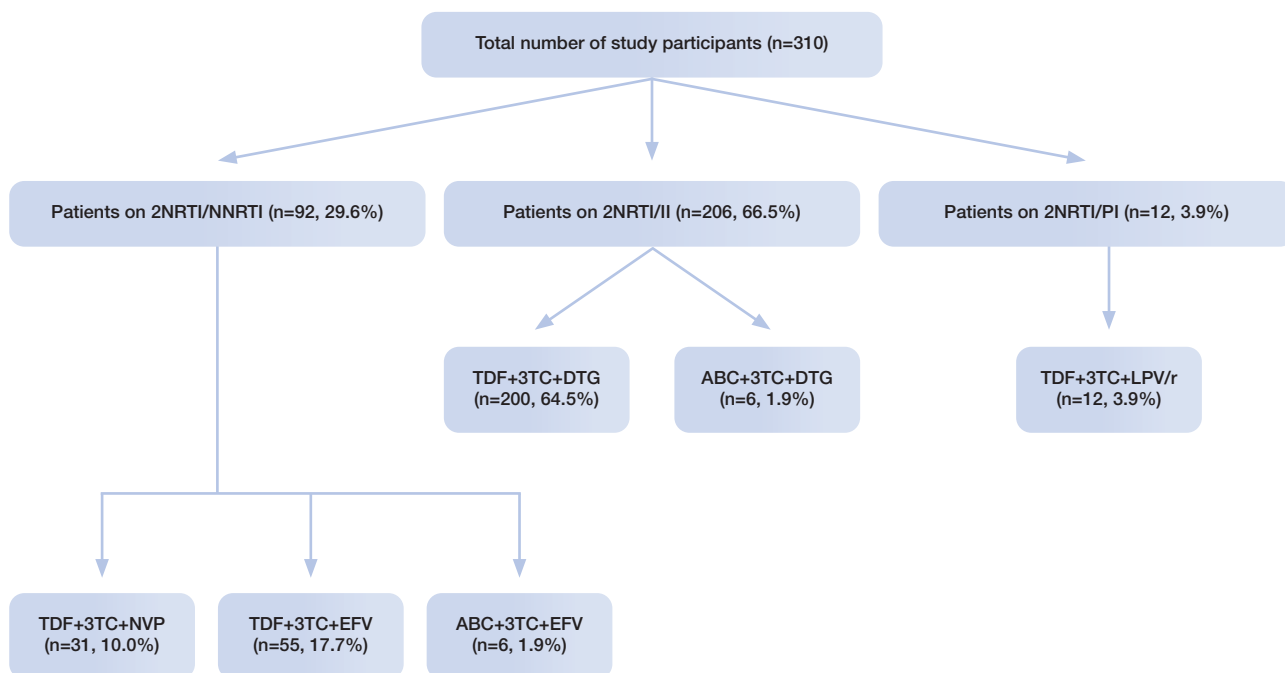 Total number of study participants (n=310)
Patients on 2NRTI/NNRTI (n=92, 29.6%)
Patients on 2NRTI/II (n=206, 66.5%)
Patients on 2NRTI/PI (n=12, 3.9%)
TDF+3TC+DTG
(n=200, 64.5%)
ABC+3TC+DTG
(n=6, 1.9%)
TDF+3TC+LPV/r
(n=12, 3.9%)
TDF+3TC+NVP
(n=31, 10.0%)
TDF+3TC+EFV
(n=55, 17.7%)
ABC+3TC+EFV
(n=6, 1.9%)